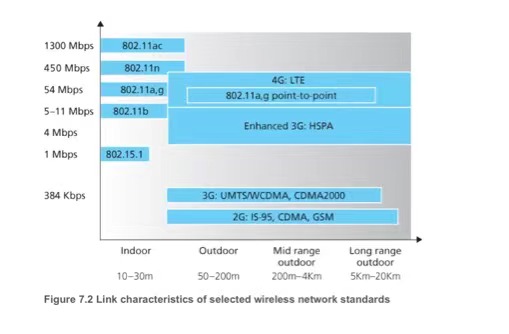 1300 Mbps 802.11ac
450 Mbps 802.11n
4G: LTE
54 Mbps 802.11a,g
802.11a,g point-to-point
5–11 Mbps 802.11b
Enhanced 3G: HSPA
4 Mbps
1 Mbps 802.15.1
384 Kbps 3G: UMTS/WCDMA, CDMA2000
2G: IS-95, CDMA, GSM
Indoor Outdoor Mid range Long range
outdoor outdoor
10–30m 50–200m 200m–4Km 5Km–20Km
Figure 7.2 Link characteristics of selected wireless network standards